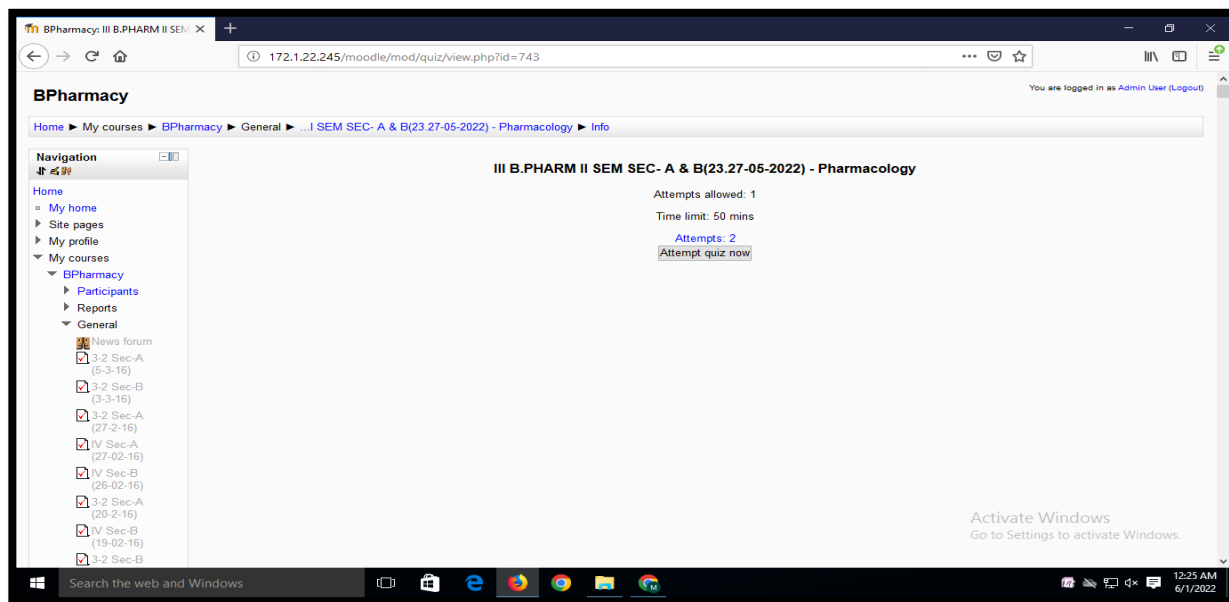 BPharmacy: III B.PHARM II SEM
172.1.22.245/moodle/mod/quiz/view.php?id=743
BPharmacy
You are logged in as Admin User (Logout)
Home ► My courses ► BPharmacy ► General ► ...I SEM SEC- A & B(23.27-05-2022) - Pharmacology ► Info
Navigation
Home
My home
Site pages
My profile
My courses
BPharmacy
Participants
Reports
General
News forum
3-2 Sec-A
(5-3-16)
3-2 Sec-B
(3-3-16)
3-2 Sec-A
(27-2-16)
IV Sec-A
(27-02-16)
IV Sec-B
(26-02-16)
3-2 Sec-A
(20-2-16)
IV Sec-B
(19-02-16)
3-2 Sec-B
III B.PHARM II SEM SEC- A & B(23.27-05-2022) - Pharmacology
Attempts allowed: 1
Time limit: 50 mins
Attempts: 2
Attempt quiz now
Activate Windows
Go to Settings to activate Windows.
Search the web and Windows
12:25 AM
6/1/2022